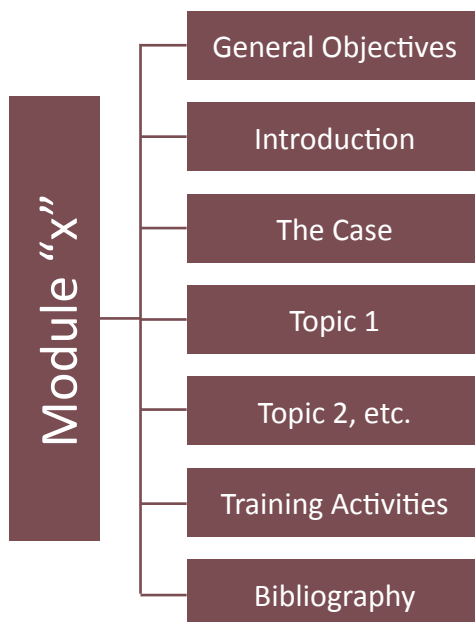 Module “x”
General Objectives
Introduction
The Case
Topic 1
Topic 2, etc.
Training Activities
Bibliography